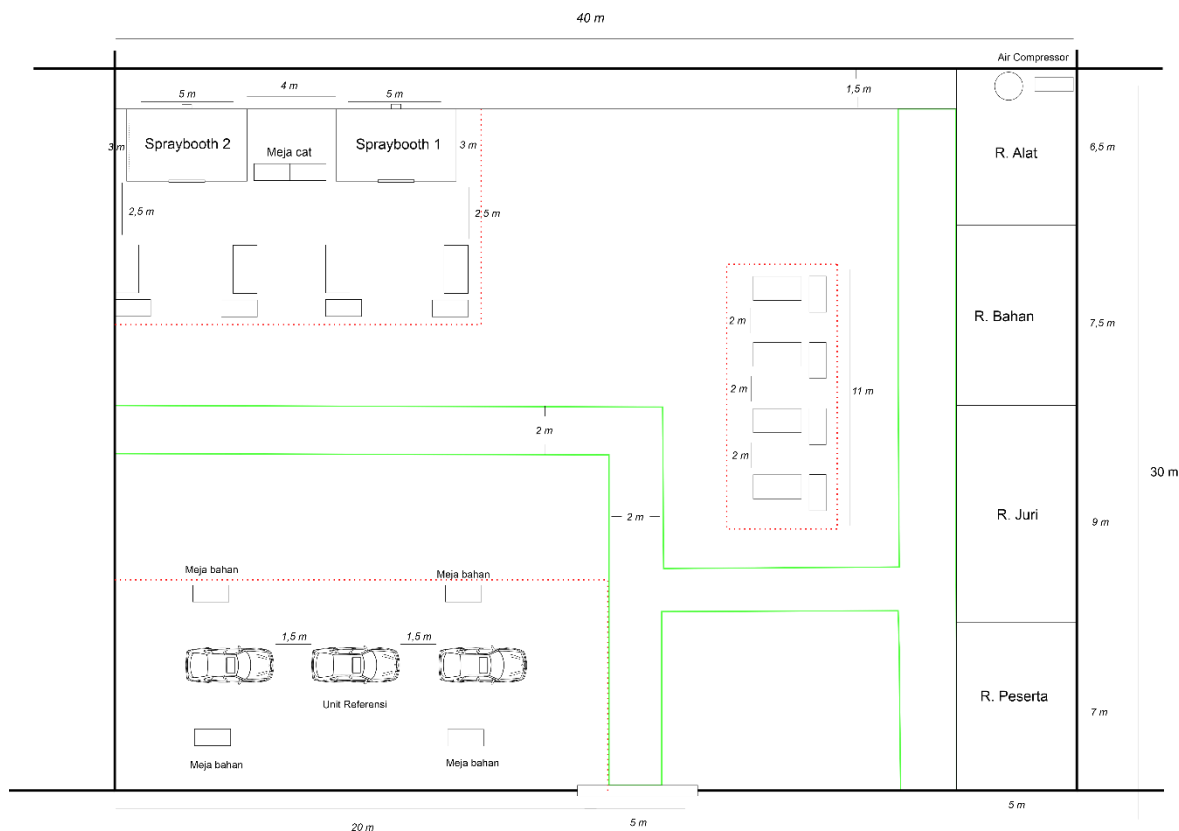 40 m
Air Compressor
1,5 m
5 m
4 m
5 m
3 m
Spraybooth 2
Meja cat
Spraybooth 1
3 m
R. Alat
6,5 m
2,5 m
2,5 m
2 m
R. Bahan
7,5 m
2 m
11 m
2 m
2 m
2 m
30 m
2 m
R. Juri
9 m
Meja bahan
Meja bahan
1,5 m
1,5 m
Unit Referensi
R. Peserta
7 m
Meja bahan
Meja bahan
5 m
20 m
5 m